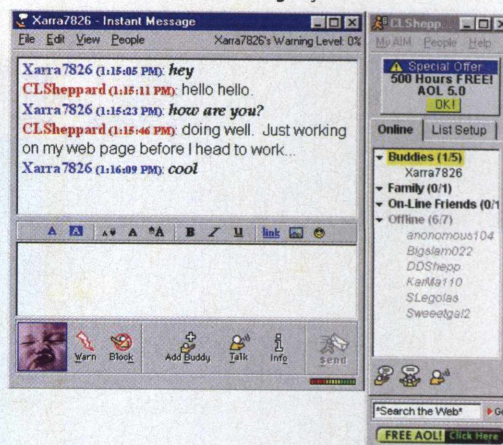 Xarra7826 - Instant Message
File Edit View People Xarra7826's Warning Level: 0%
Xarra7826 (1:15:05 PM): hey
CLSheppard (1:15:11 PM): hello hello.
Xarra7826 (1:15:23 PM): how are you?
CLSheppard (1:15:46 PM): doing well. Just working
on my web page before I head to work...
Xarra7826 (1:16:09 PM): cool
A A A A A B I U link
Warn Block Add Buddy Talk Info Send
CLShepp...
My AIM People Help
Special Offer
500 Hours FREE!
AOL 5.0
OK!
Online List Setup
Buddies (1/5)
Xarra7826
Family (0/1)
On-Line Friends (0/1
Offline (6/7)
anonomous104
Bigslam022
DDShepp
KarMa110
SLegolas
Sweeetgal2
*Search the Web* Go
FREE AOL! Click Here